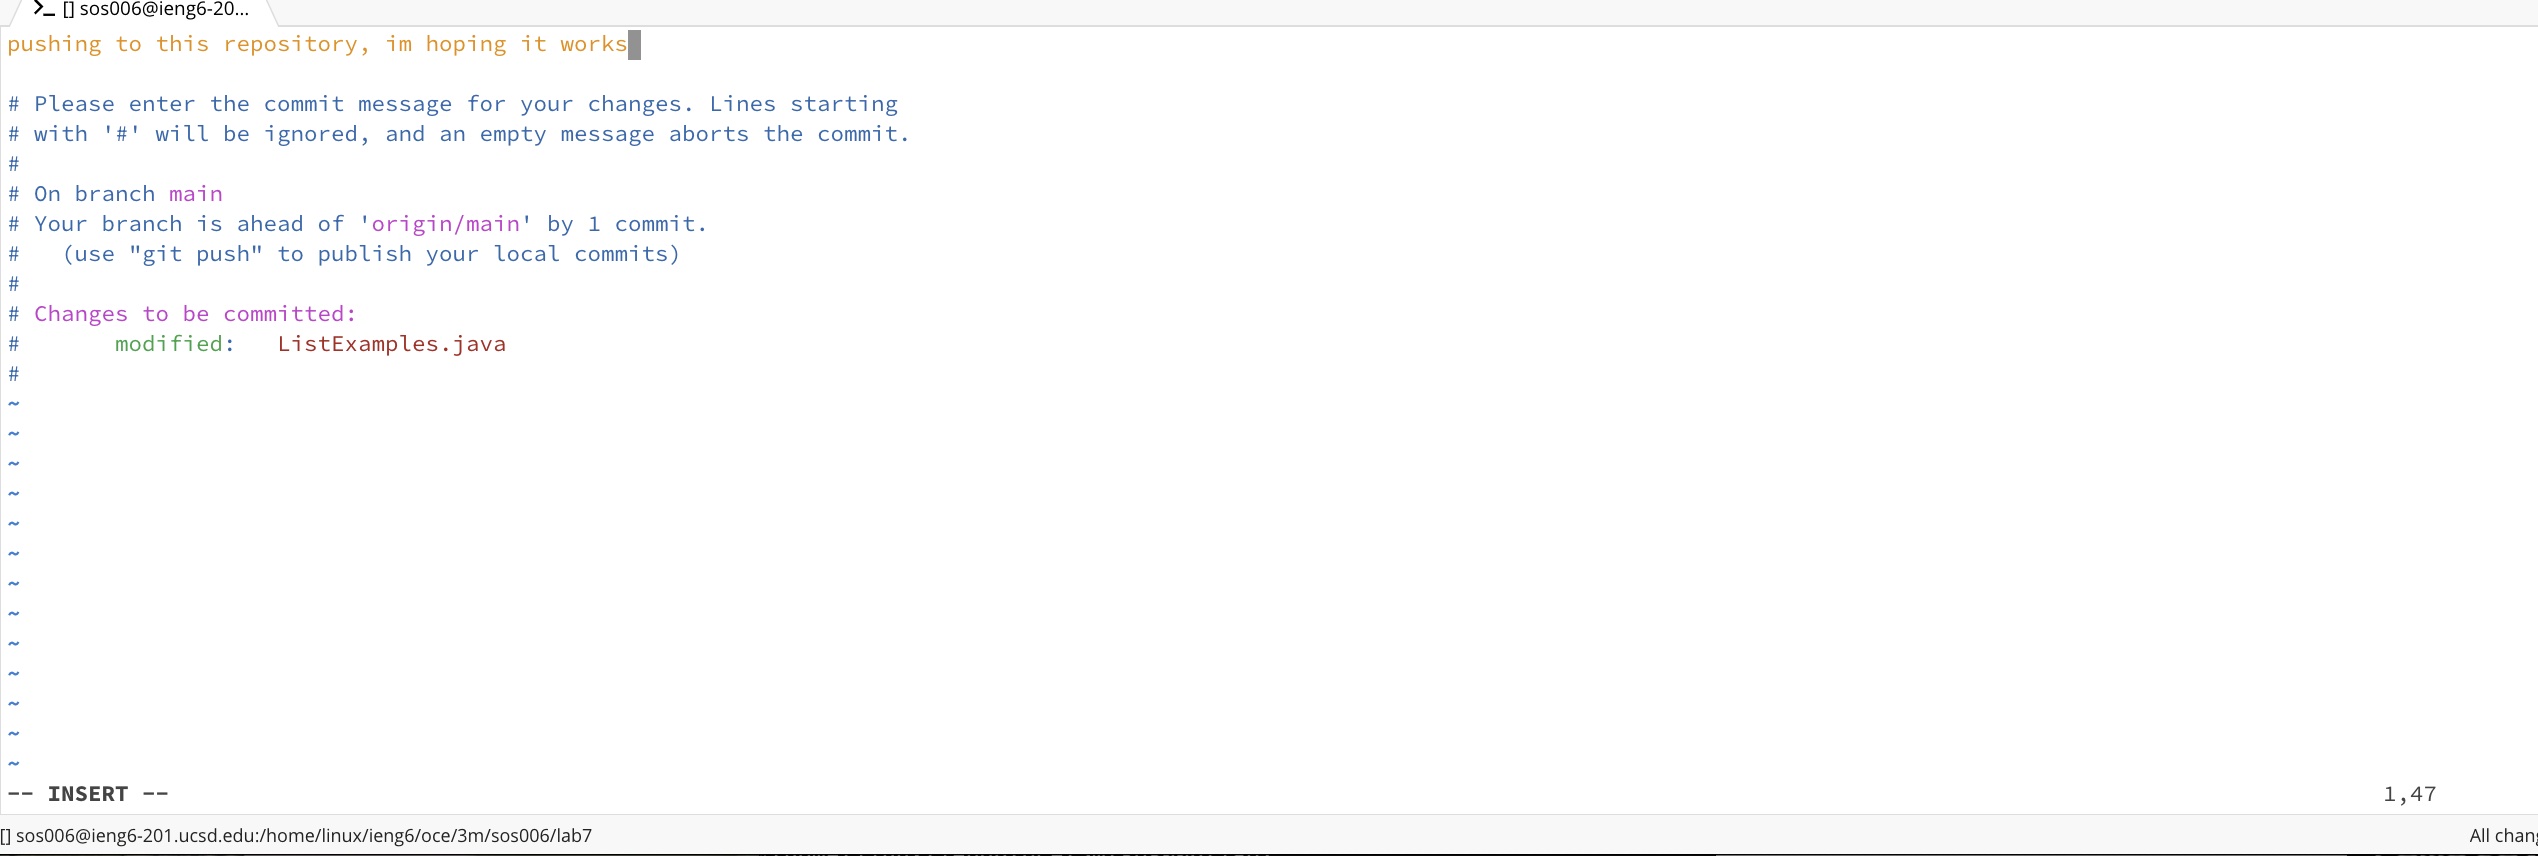 >_ [] sos006@ieng6-20...
pushing to this repository, im hoping it works
# Please enter the commit message for your changes. Lines starting
# with '#' will be ignored, and an empty message aborts the commit.
#
# On branch main
# Your branch is ahead of 'origin/main' by 1 commit.
#   (use "git push" to publish your local commits)
#
# Changes to be committed:
#       modified:   ListExamples.java
#
~
~
~
~
~
~
~
~
~
~
~
~
~
-- INSERT --
1,47
[] sos006@ieng6-201.ucsd.edu:/home/linux/ieng6/oce/3m/sos006/lab7
All